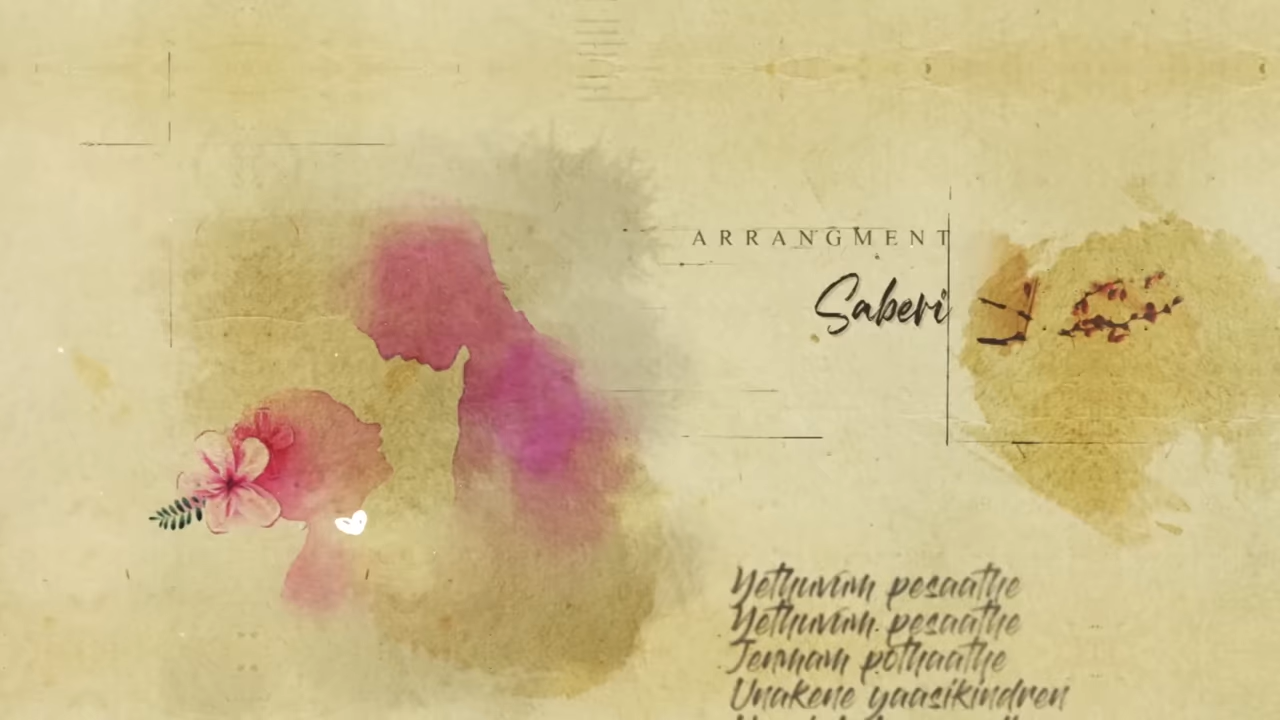 ARRANGMENT
Saberi
Yethuvum pesaathe
Yethuvum pesaathe
Jenmam pothaathe
Unakene yaasikindren